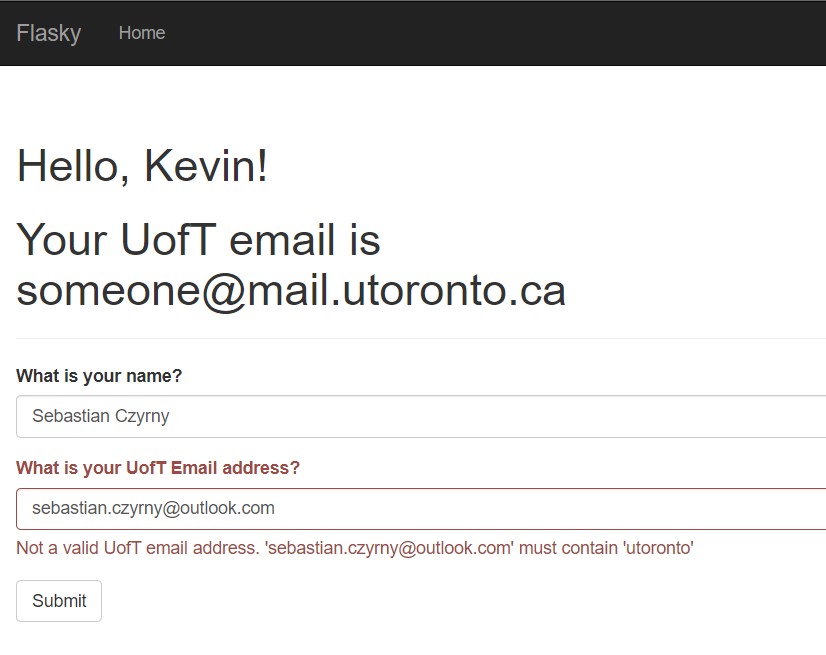 Flasky Home
Hello, Kevin!
Your UofT email is
someone@mail.utoronto.ca
What is your name?
Sebastian Czyrny
What is your UofT Email address?
sebastian.czyrny@outlook.com
Not a valid UofT email address. 'sebastian.czyrny@outlook.com' must contain 'utoronto'
Submit